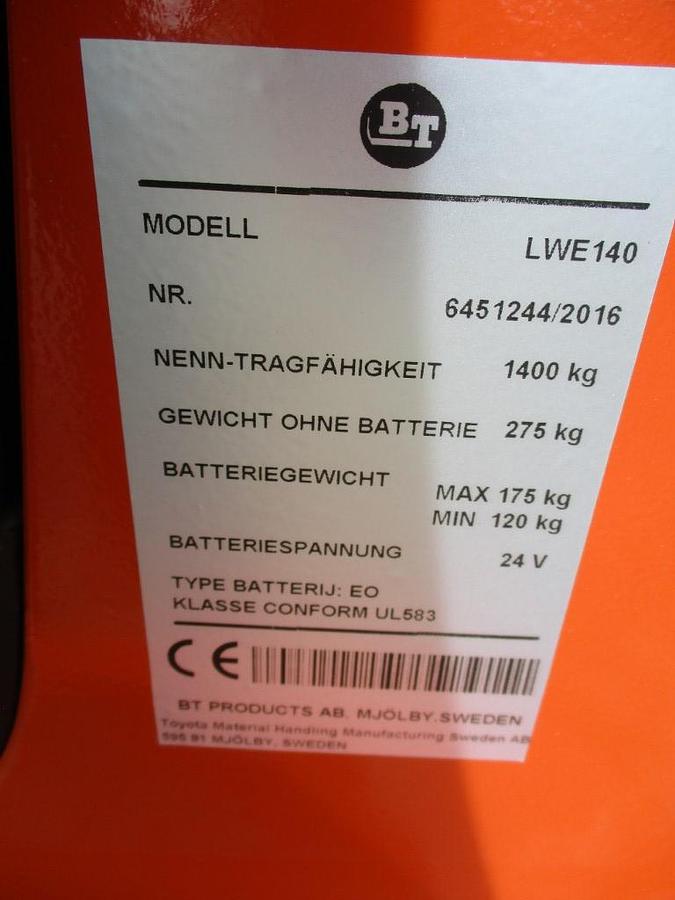 BT
MODELL LWE140
NR. 6451244/2016
NENN-TRAGFÄHIGKEIT 1400 kg
GEWICHT OHNE BATTERIE 275 kg
BATTERIEGEWICHT MAX 175 kg
MIN 120 kg
BATTERIESPANNUNG 24 V
TYPE BATTERIJ: EO
KLASSE CONFORM UL583
CE
BT PRODUCTS AB. MJÖLBY.SWEDEN
Toyota Material Handling Manufacturing Sweden AB
595 81 MJÖLBY, SWEDEN